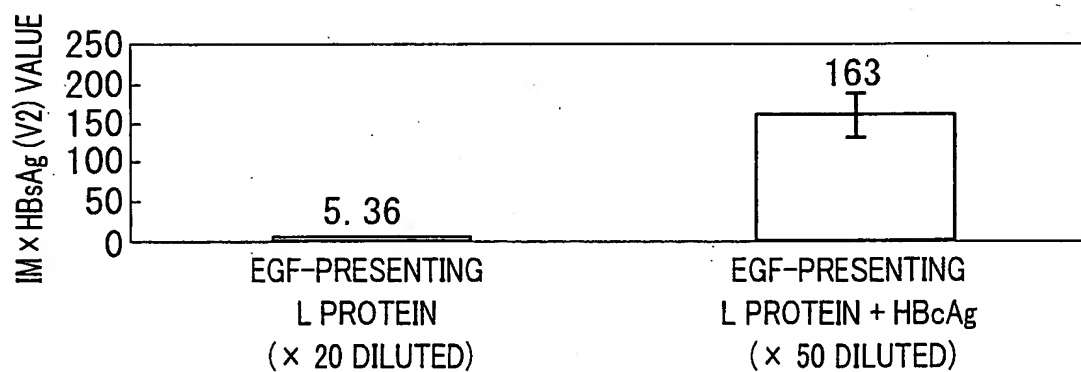 IM×HBsAg (V2) VALUE
250
200
150
100
50
0
5. 36
163
EGF-PRESENTING
L PROTEIN
(× 20 DILUTED)
EGF-PRESENTING
L PROTEIN + HBcAg
(× 50 DILUTED)